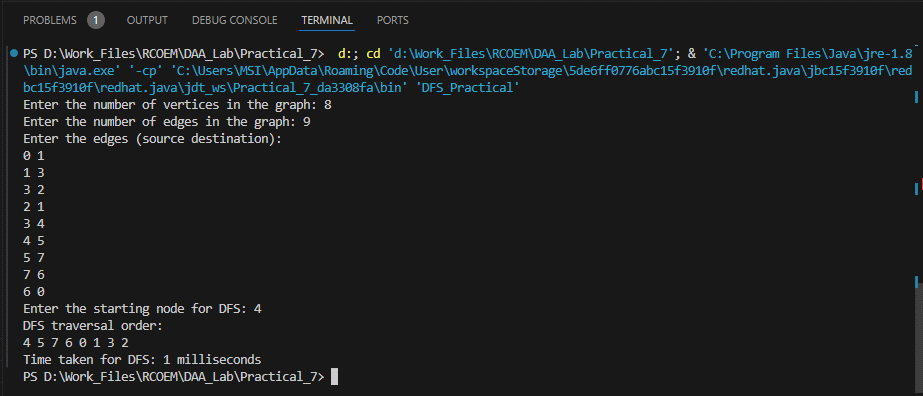 PROBLEMS 1 OUTPUT DEBUG CONSOLE TERMINAL PORTS
PS D:\Work_Files\RCOEM\DAA_Lab\Practical_7> d:; cd 'd:\Work_Files\RCOEM\DAA_Lab\Practical_7'; & 'C:\Program Files\Java\jre-1.8
\bin\java.exe' '-cp' 'C:\Users\MSI\AppData\Roaming\Code\User\workspaceStorage\5de6ff0776abc15f3910f\redhat.java\jbc15f3910f\red
bc15f3910f\redhat.java\jdt_ws\Practical_7_da3308fa\bin' 'DFS_Practical'
Enter the number of vertices in the graph: 8
Enter the number of edges in the graph: 9
Enter the edges (source destination):
0 1
1 3
3 2
2 1
3 4
4 5
5 7
7 6
6 0
Enter the starting node for DFS: 4
DFS traversal order:
4 5 7 6 0 1 3 2
Time taken for DFS: 1 milliseconds
PS D:\Work_Files\RCOEM\DAA_Lab\Practical_7>